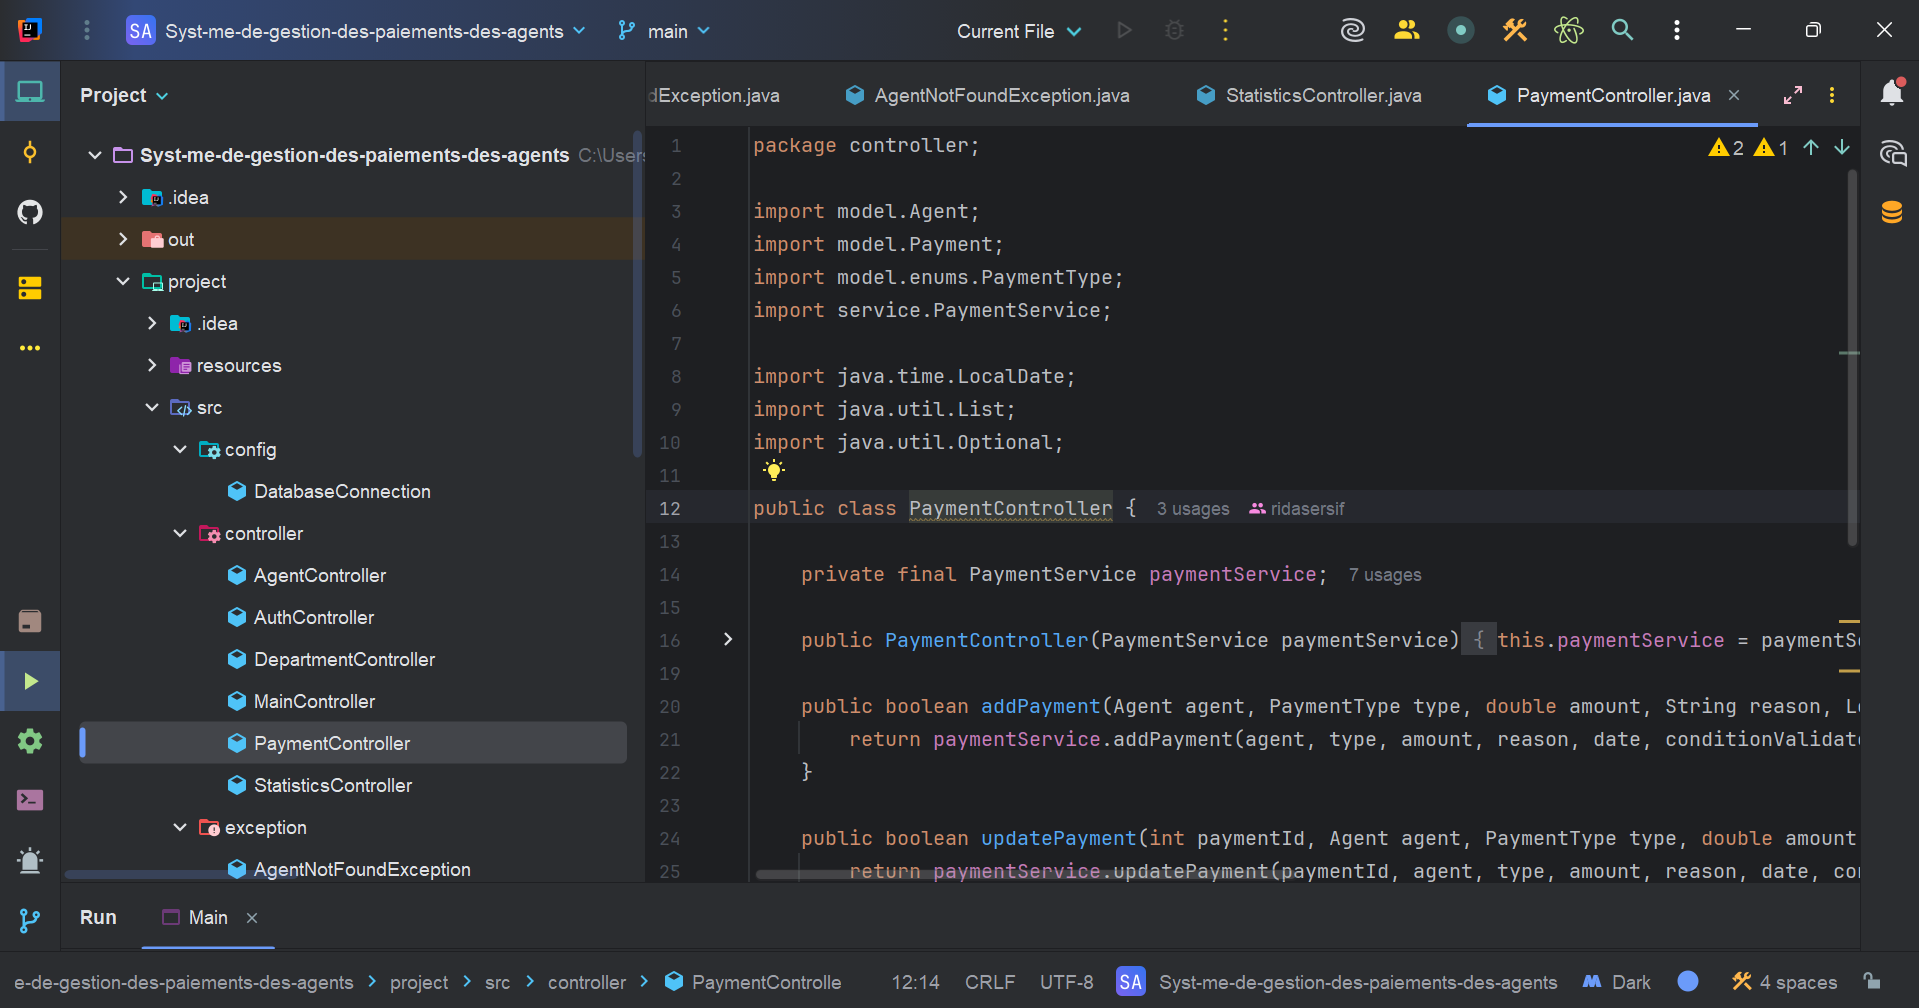 SA Syst-me-de-gestion-des-paiements-des-agents main Current File
Project
Syst-me-de-gestion-des-paiements-des-agents C:\Users
.idea
out
project
.idea
resources
src
config
DatabaseConnection
controller
AgentController
AuthController
DepartmentController
MainController
PaymentController
StatisticsController
exception
AgentNotFoundException
dException.java AgentNotFoundException.java StatisticsController.java PaymentController.java
2 1
1 package controller;
2
3 import model.Agent;
4 import model.Payment;
5 import model.enums.PaymentType;
6 import service.PaymentService;
7
8 import java.time.LocalDate;
9 import java.util.List;
10 import java.util.Optional;
11
12 public class PaymentController { 3 usages ridasersif
13
14 private final PaymentService paymentService; 7 usages
15
16 public PaymentController(PaymentService paymentService) { this.paymentService = paymentSe
19
20 public boolean addPayment(Agent agent, PaymentType type, double amount, String reason, Lo
21 return paymentService.addPayment(agent, type, amount, reason, date, conditionValidate
22 }
23
24 public boolean updatePayment(int paymentId, Agent agent, PaymentType type, double amount
25 return paymentService.updatePayment(paymentId, agent, type, amount, reason, date, con
Run Main
e-de-gestion-des-paiements-des-agents project src controller PaymentControlle 12:14 CRLF UTF-8 SA Syst-me-de-gestion-des-paiements-des-agents Dark 4 spaces